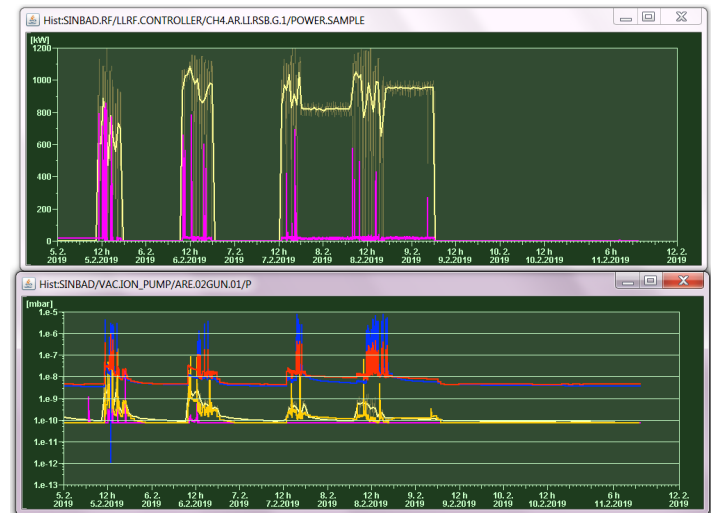 Hist:SINBAD.RF/LLRF.CONTROLLER/CH4.AR.LI.RSB.G.1/POWER.SAMPLE
[kW]
1200
1000
800
600
400
200
0
5. 2. 12 h 6. 2. 12 h 7. 2. 12 h 8. 2. 12 h 9. 2. 12 h 10. 2. 12 h 6 h 12. 2.
2019 5.2.2019 2019 6.2.2019 2019 7.2.2019 2019 8.2.2019 2019 9.2.2019 2019 10.2.2019 11.2.2019 2019
Hist:SINBAD/VAC.ION_PUMP/ARE.02GUN.01/P
[mbar]
1.e-5
1.e-6
1.e-7
1.e-8
1.e-9
1.e-10
1.e-11
1.e-12
1.e-13
5. 2. 12 h 6. 2. 12 h 7. 2. 12 h 8. 2. 12 h 9. 2. 12 h 10. 2. 12 h 6 h 12. 2.
2019 5.2.2019 2019 6.2.2019 2019 7.2.2019 2019 8.2.2019 2019 9.2.2019 2019 10.2.2019 11.2.2019 2019